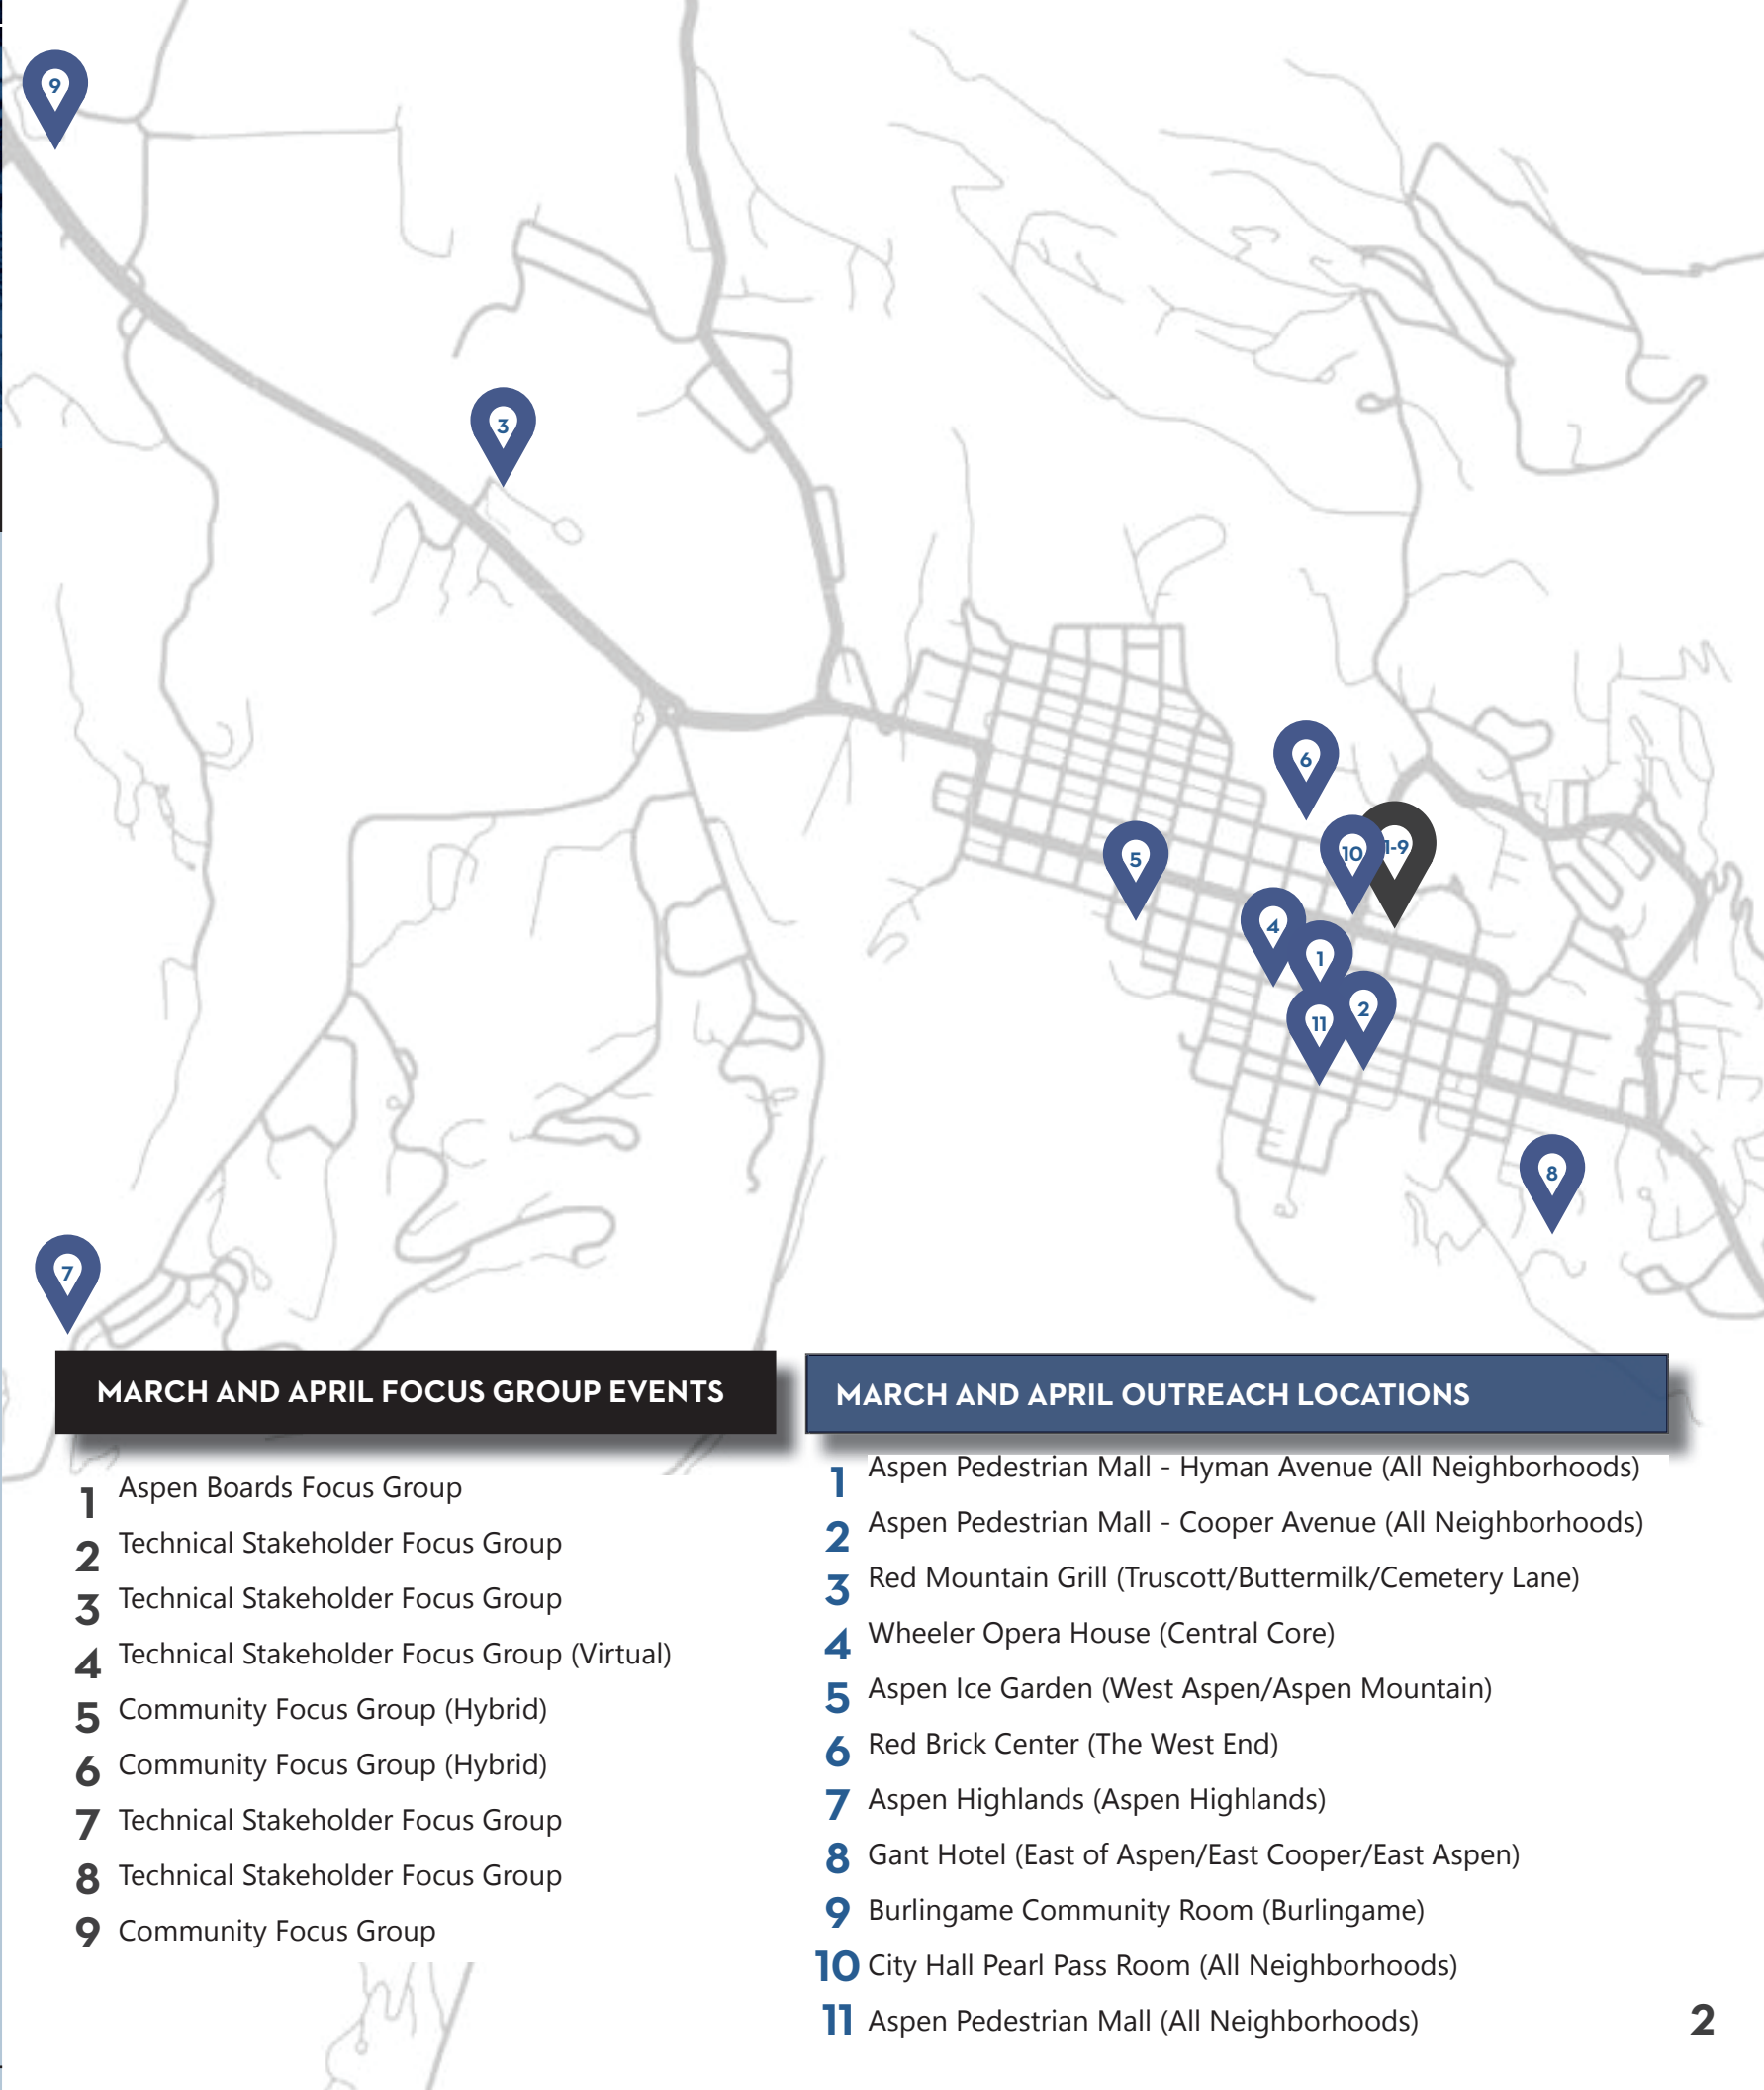 9
3
6
10
1-9
5
4
1
2
11
8
7
MARCH AND APRIL FOCUS GROUP EVENTS
1 Aspen Boards Focus Group
2 Technical Stakeholder Focus Group
3 Technical Stakeholder Focus Group
4 Technical Stakeholder Focus Group (Virtual)
5 Community Focus Group (Hybrid)
6 Community Focus Group (Hybrid)
7 Technical Stakeholder Focus Group
8 Technical Stakeholder Focus Group
9 Community Focus Group
MARCH AND APRIL OUTREACH LOCATIONS
1 Aspen Pedestrian Mall - Hyman Avenue (All Neighborhoods)
2 Aspen Pedestrian Mall - Cooper Avenue (All Neighborhoods)
3 Red Mountain Grill (Truscott/Buttermilk/Cemetery Lane)
4 Wheeler Opera House (Central Core)
5 Aspen Ice Garden (West Aspen/Aspen Mountain)
6 Red Brick Center (The West End)
7 Aspen Highlands (Aspen Highlands)
8 Gant Hotel (East of Aspen/East Cooper/East Aspen)
9 Burlingame Community Room (Burlingame)
10 City Hall Pearl Pass Room (All Neighborhoods)
11 Aspen Pedestrian Mall (All Neighborhoods)
2